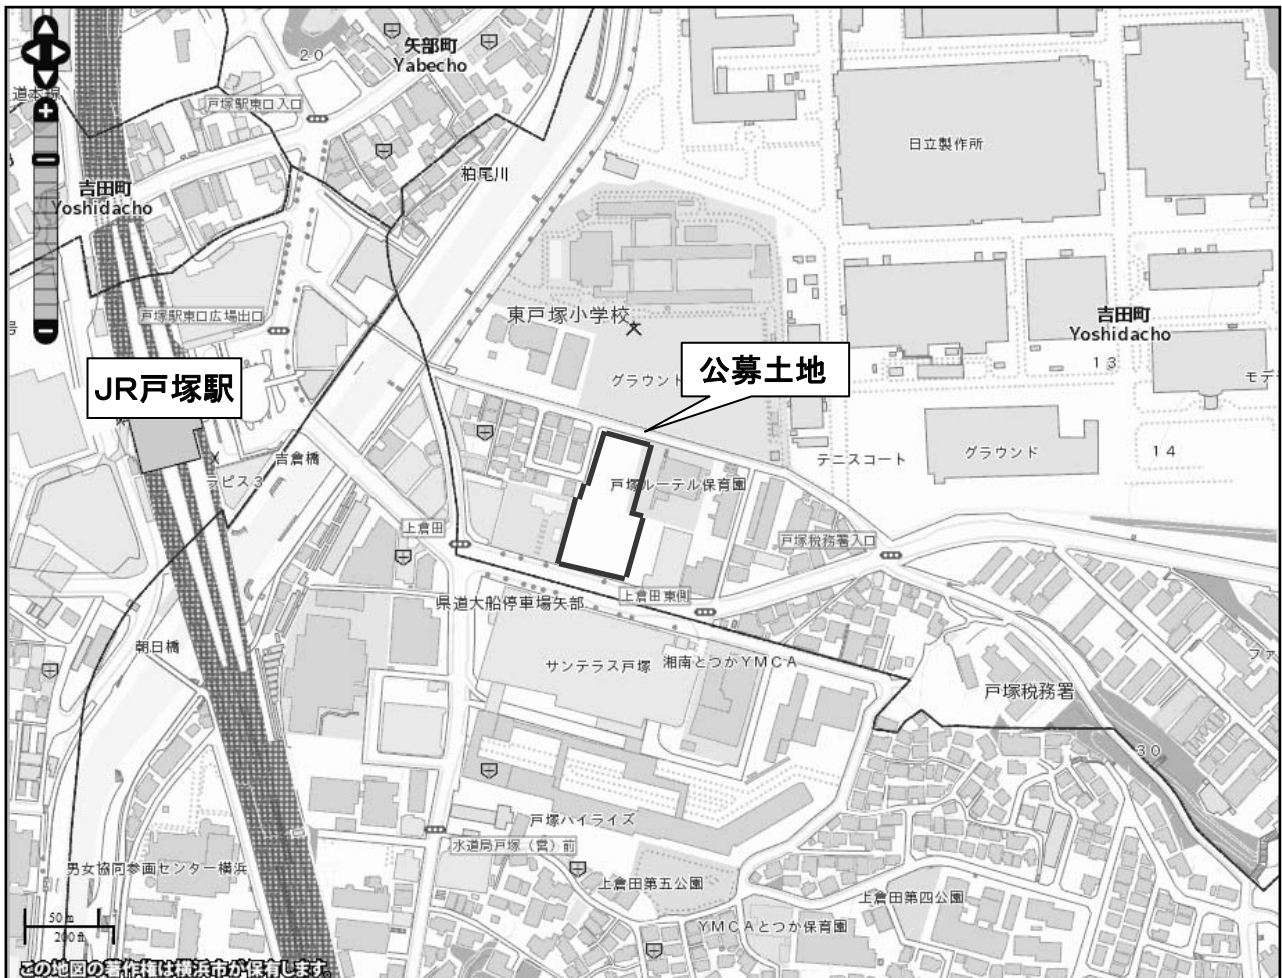 20
矢部町
Yabecho
戸塚駅東口入口
日立製作所
柏尾川
吉田町
Yoshidacho
東戸塚小学校
戸塚駅東口広場出口
号
吉田町
Yoshidacho
13
モデ
グラウンド
公募土地
JR戸塚駅
吉倉橋
ラピス3
テニスコート
グラウンド
14
戸塚ルーテル保育園
上倉田
戸塚税務署入口
県道大船停車場矢部
上倉田東側
朝日橋
サンテラス戸塚
湘南とつかYMCA
戸塚税務署
ファ
30
戸塚ハイライズ
水道局戸塚(営)前
男女協同参画センター横浜
上倉田第五公園
上倉田第四公園
YMCAとつか保育園
50 m
200 ft
この地図の著作権は横浜市が保有します。